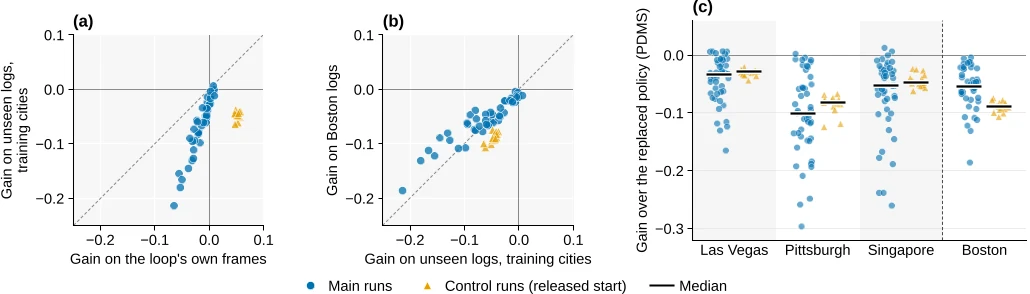 (a)
Gain on unseen logs,
training cities
0.1
0.0
−0.1
−0.2
−0.2
−0.1
0.0
0.1
Gain on the loop's own frames
(b)
Gain on Boston logs
0.1
0.0
−0.1
−0.2
−0.2
−0.1
0.0
0.1
Gain on unseen logs, training cities
(c)
Gain over the replaced policy (PDMS)
0.0
−0.1
−0.2
−0.3
Las Vegas
Pittsburgh
Singapore
Boston
Main runs
Control runs (released start)
Median